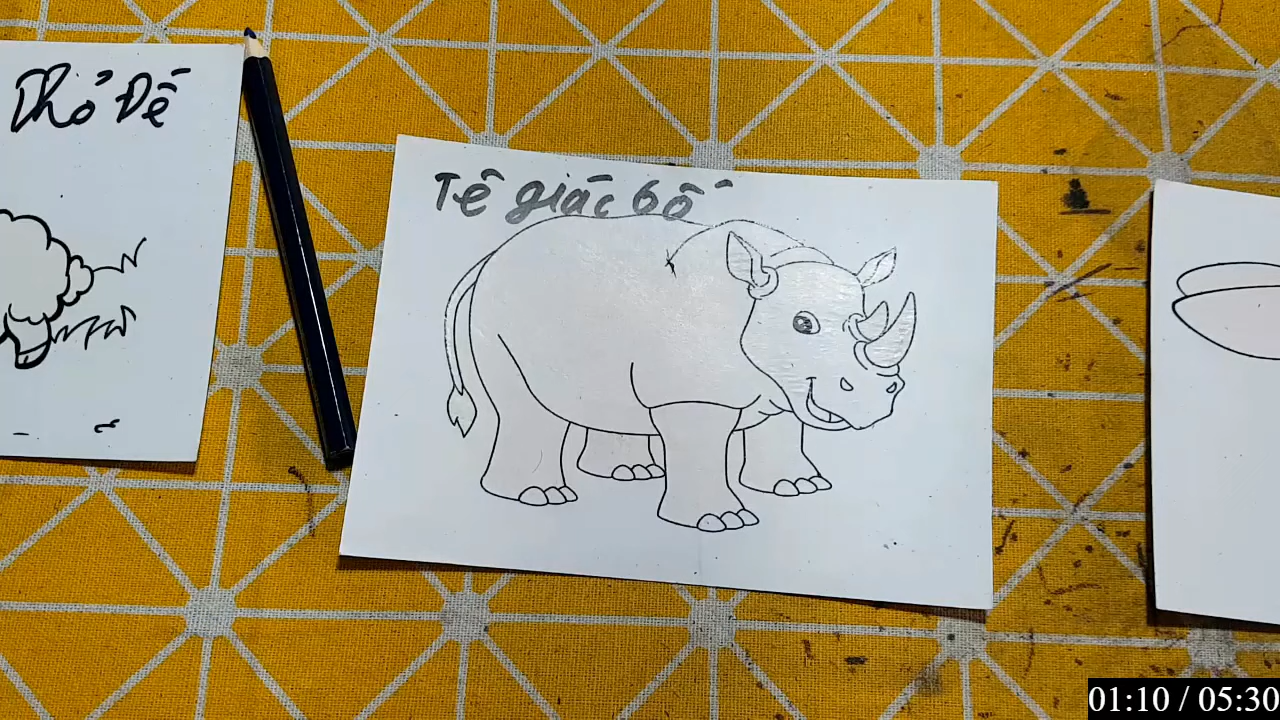 Thỏ Đế
Tê giác bố
01:10 / 05:30